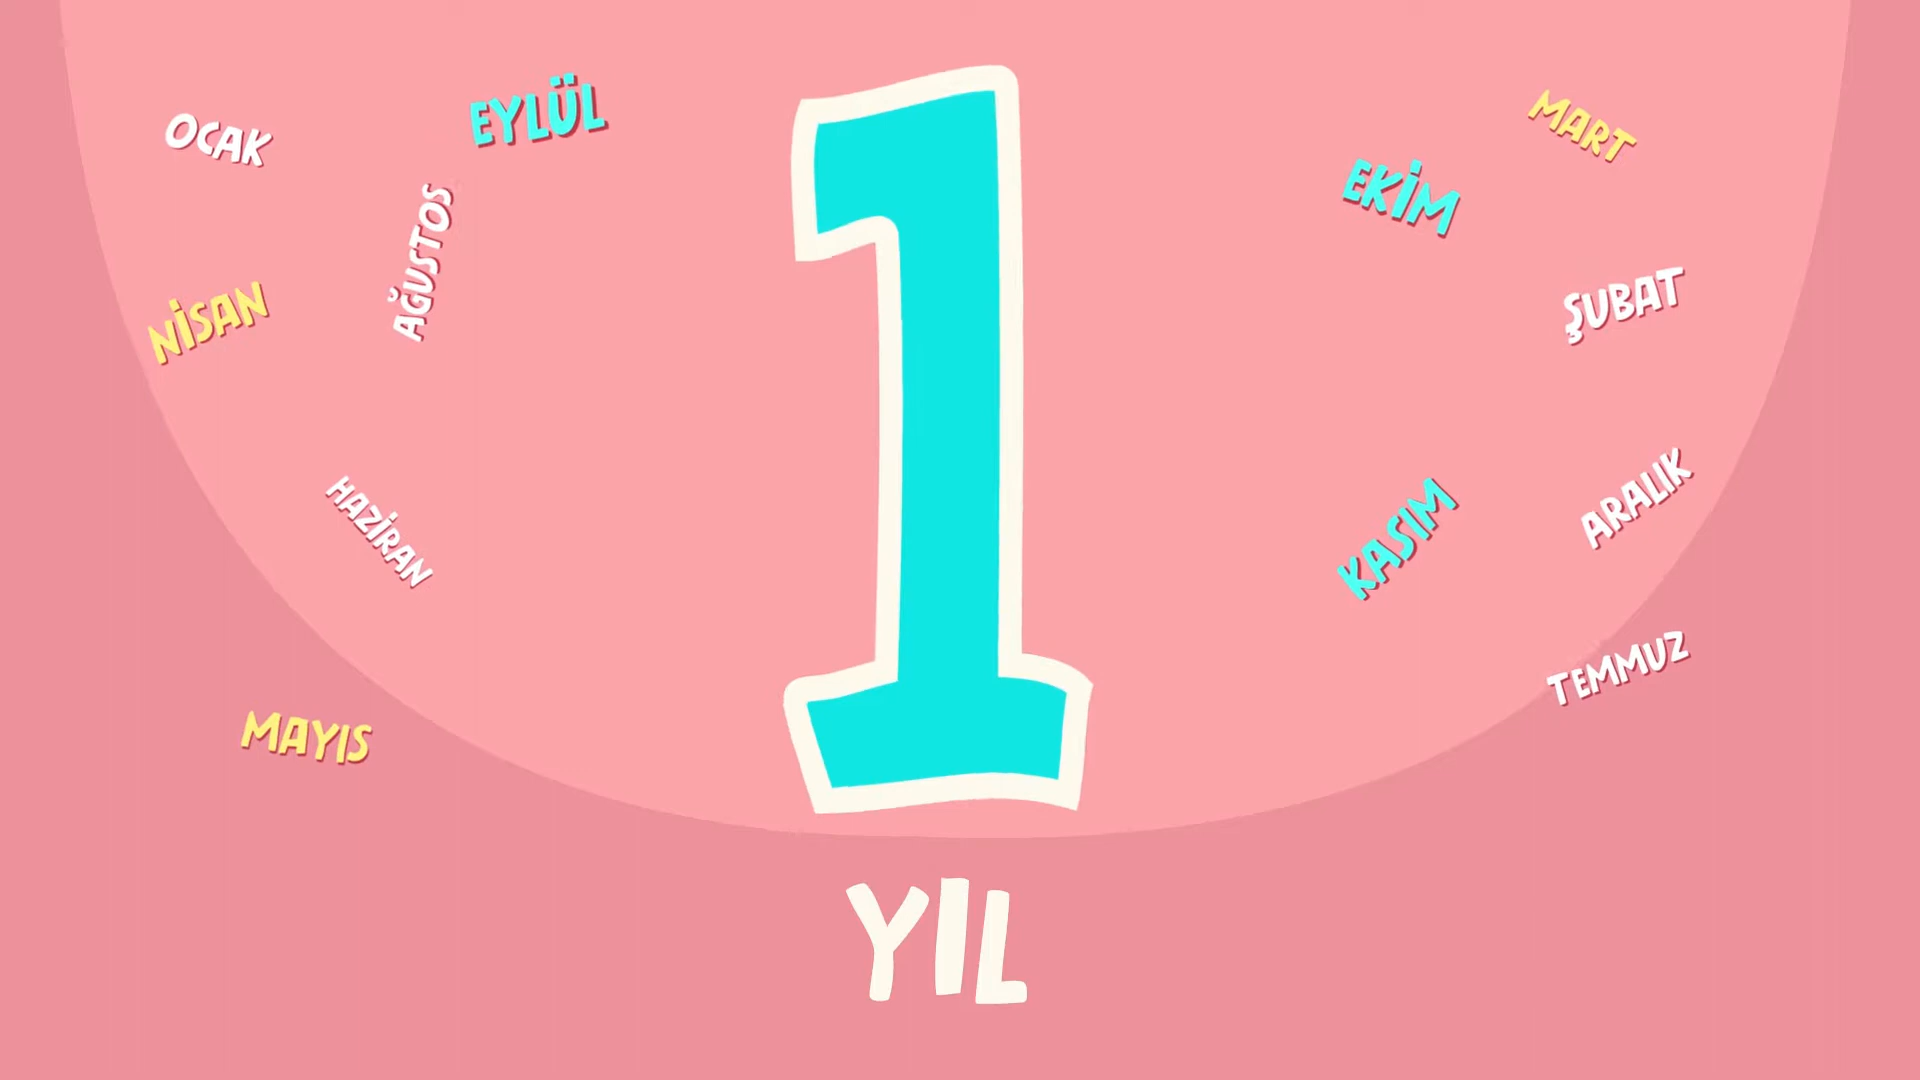 OCAK
EYLÜL
MART
EKİM
AĞUSTOS
NİSAN
ŞUBAT
1
HAZİRAN
KASIM
ARALIK
TEMMUZ
MAYIS
YIL